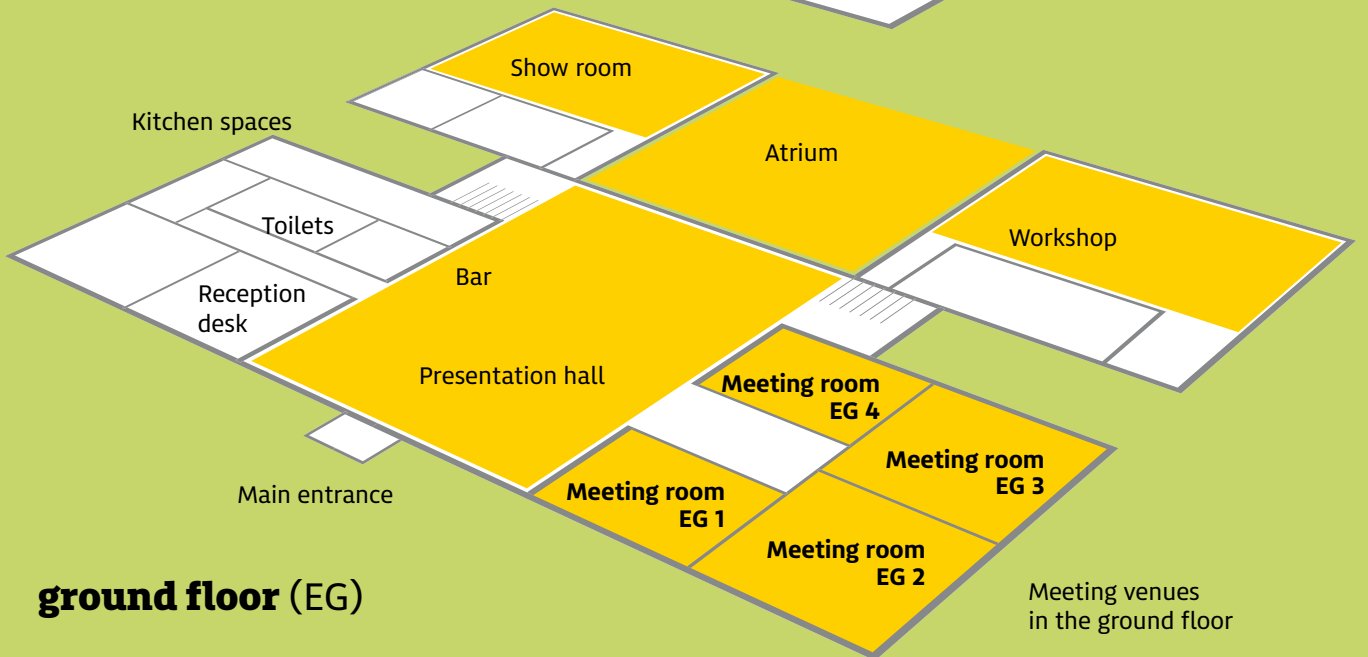 Show room
Kitchen spaces
Atrium
Toilets
Workshop
Bar
Reception
desk
Presentation hall
Meeting room
EG 4
Meeting room
EG 3
Main entrance
Meeting room
EG 1
Meeting room
EG 2
ground floor (EG)
Meeting venues
in the ground floor